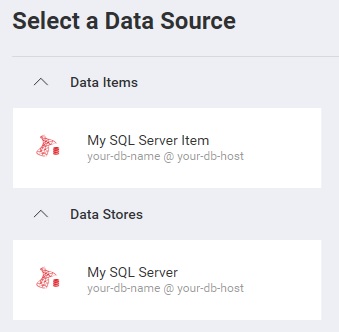 Select a Data Source
Data Items
My SQL Server Item
your-db-name @ your-db-host
Data Stores
My SQL Server
your-db-name @ your-db-host